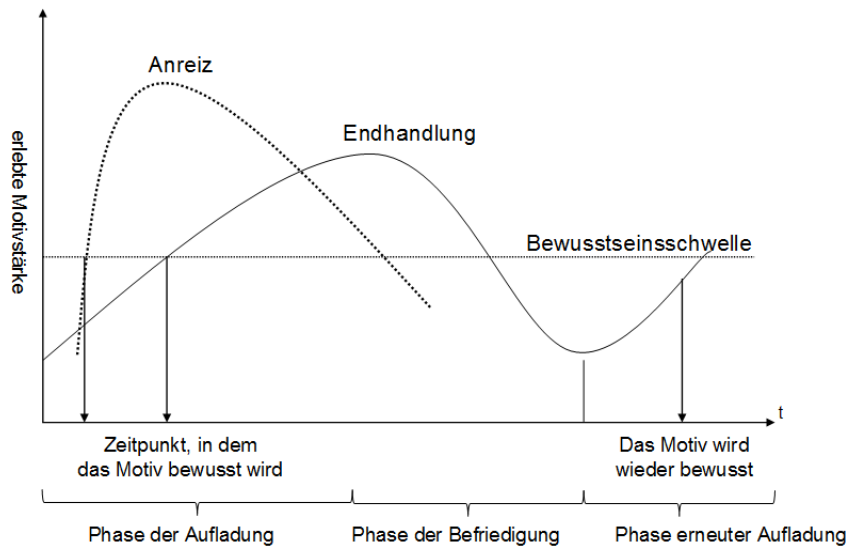 Anreiz
Endhandlung
erlebte Motivstärke
Bewusstseinsschwelle
t
Zeitpunkt, in dem
das Motiv bewusst wird
Das Motiv wird
wieder bewusst
Phase der Aufladung
Phase der Befriedigung
Phase erneuter Aufladung